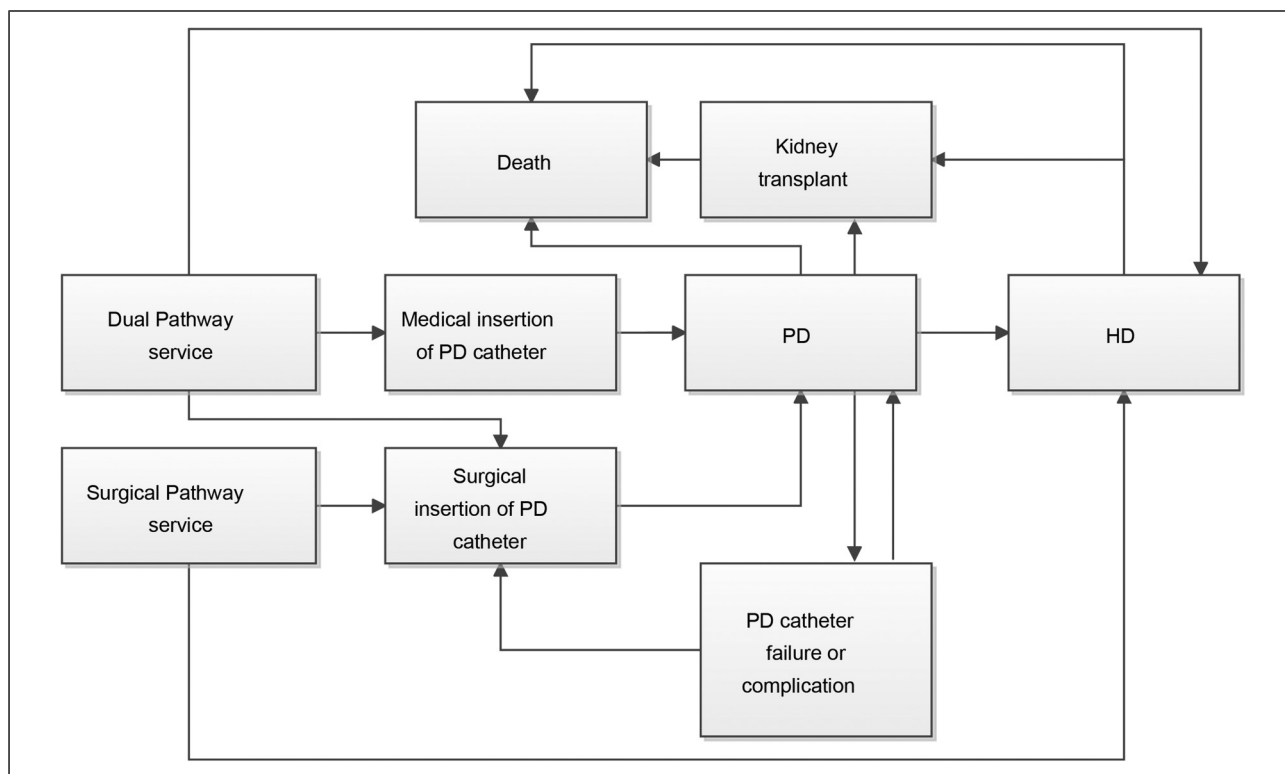 Death
Kidney
transplant
Dual Pathway
service
Medical insertion
of PD catheter
PD
HD
Surgical Pathway
service
Surgical
insertion of PD
catheter
PD catheter
failure or
complication